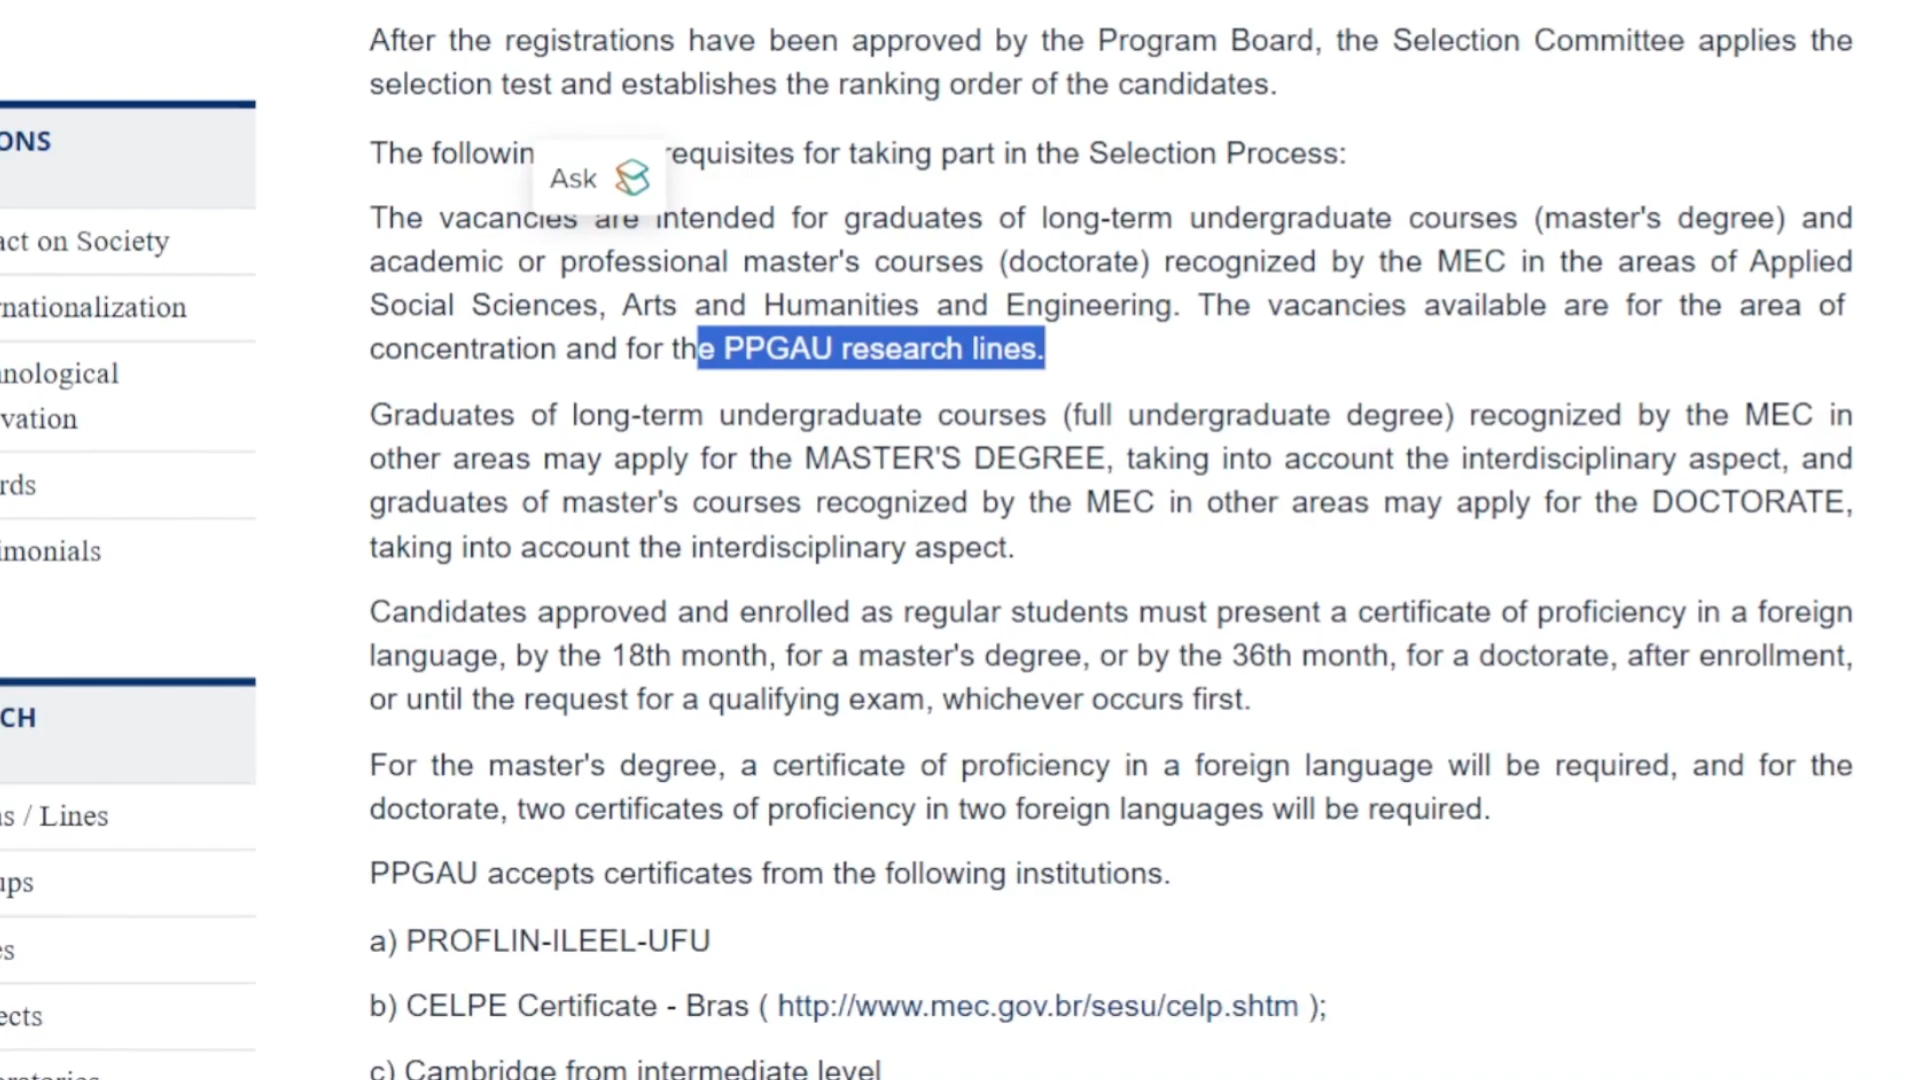 After the registrations have been approved by the Program Board, the Selection Committee applies the
selection test and establishes the ranking order of the candidates.
ONS
The followin requisites for taking part in the Selection Process:
Ask
The vacancies are intended for graduates of long-term undergraduate courses (master's degree) and
act on Society
academic or professional master's courses (doctorate) recognized by the MEC in the areas of Applied
Social Sciences, Arts and Humanities and Engineering. The vacancies available are for the area of
rnationalization
concentration and for the PPGAU research lines.
nological
vation
Graduates of long-term undergraduate courses (full undergraduate degree) recognized by the MEC in
other areas may apply for the MASTER'S DEGREE, taking into account the interdisciplinary aspect, and
rds
graduates of master's courses recognized by the MEC in other areas may apply for the DOCTORATE,
taking into account the interdisciplinary aspect.
imonials
Candidates approved and enrolled as regular students must present a certificate of proficiency in a foreign
language, by the 18th month, for a master's degree, or by the 36th month, for a doctorate, after enrollment,
or until the request for a qualifying exam, whichever occurs first.
CH
For the master's degree, a certificate of proficiency in a foreign language will be required, and for the
doctorate, two certificates of proficiency in two foreign languages will be required.
s / Lines
PPGAU accepts certificates from the following institutions.
ups
a) PROFLIN-ILEEL-UFU
es
b) CELPE Certificate - Bras ( http://www.mec.gov.br/sesu/celp.shtm );
ects
c) Cambridge from intermediate level